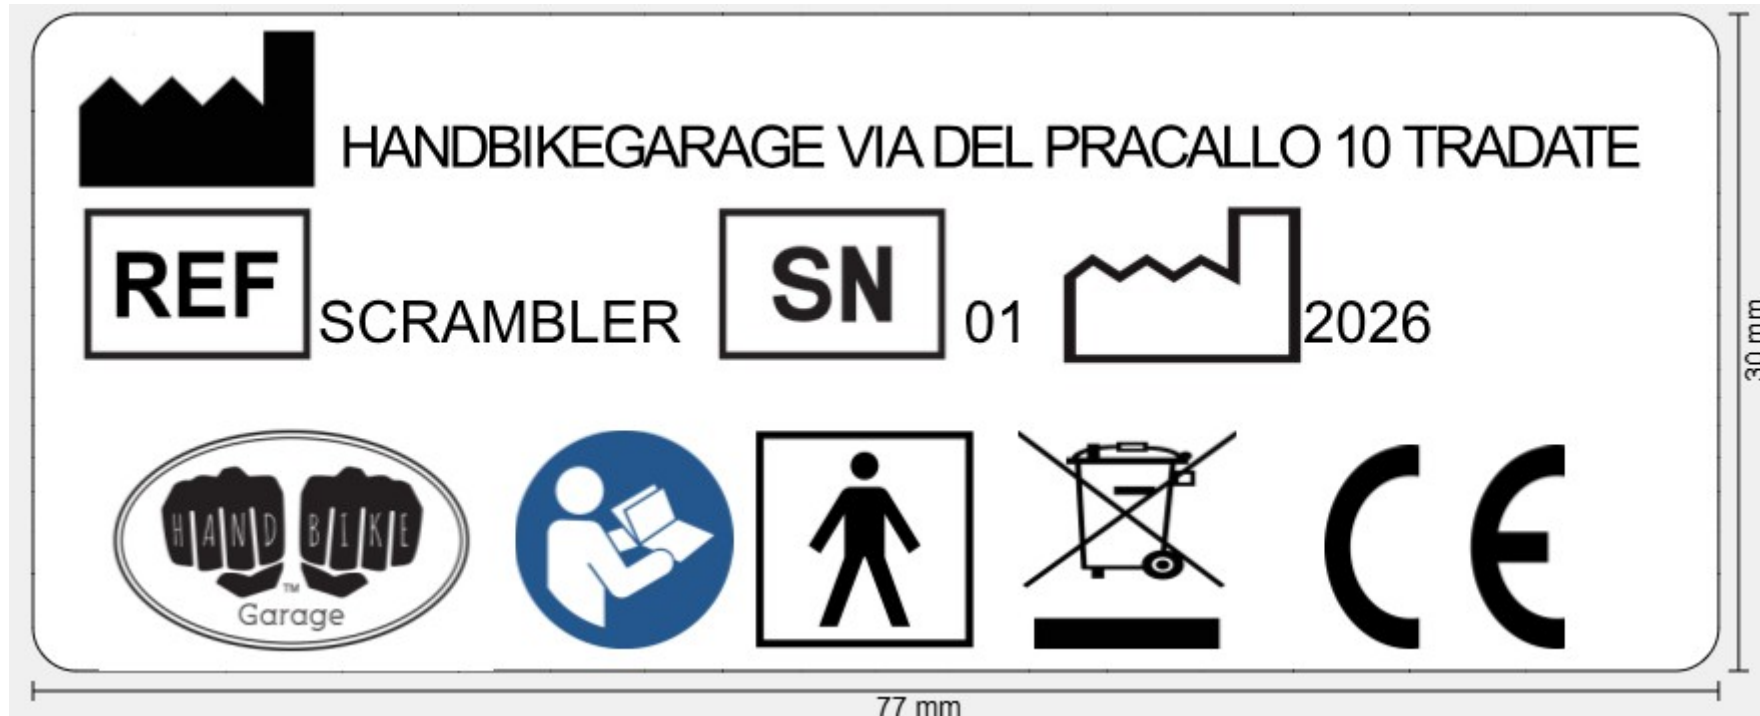 HANDBIKEGARAGE VIA DEL PRACALLO 10 TRADATE
REF SCRAMBLER SN 01 2026
HAND BIKE
TM
Garage
CE
30 mm
77 mm